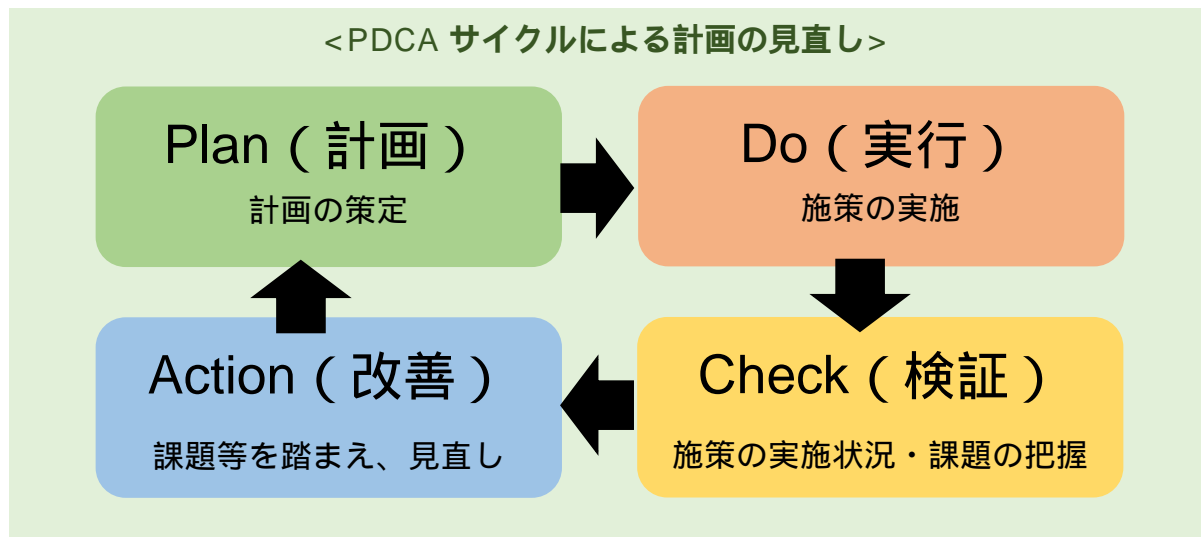 <PDCA サイクルによる計画の見直し>
Plan(計画)
計画の策定
Do(実行)
施策の実施
Check(検証)
施策の実施状況・課題の把握
Action(改善)
課題等を踏まえ、見直し